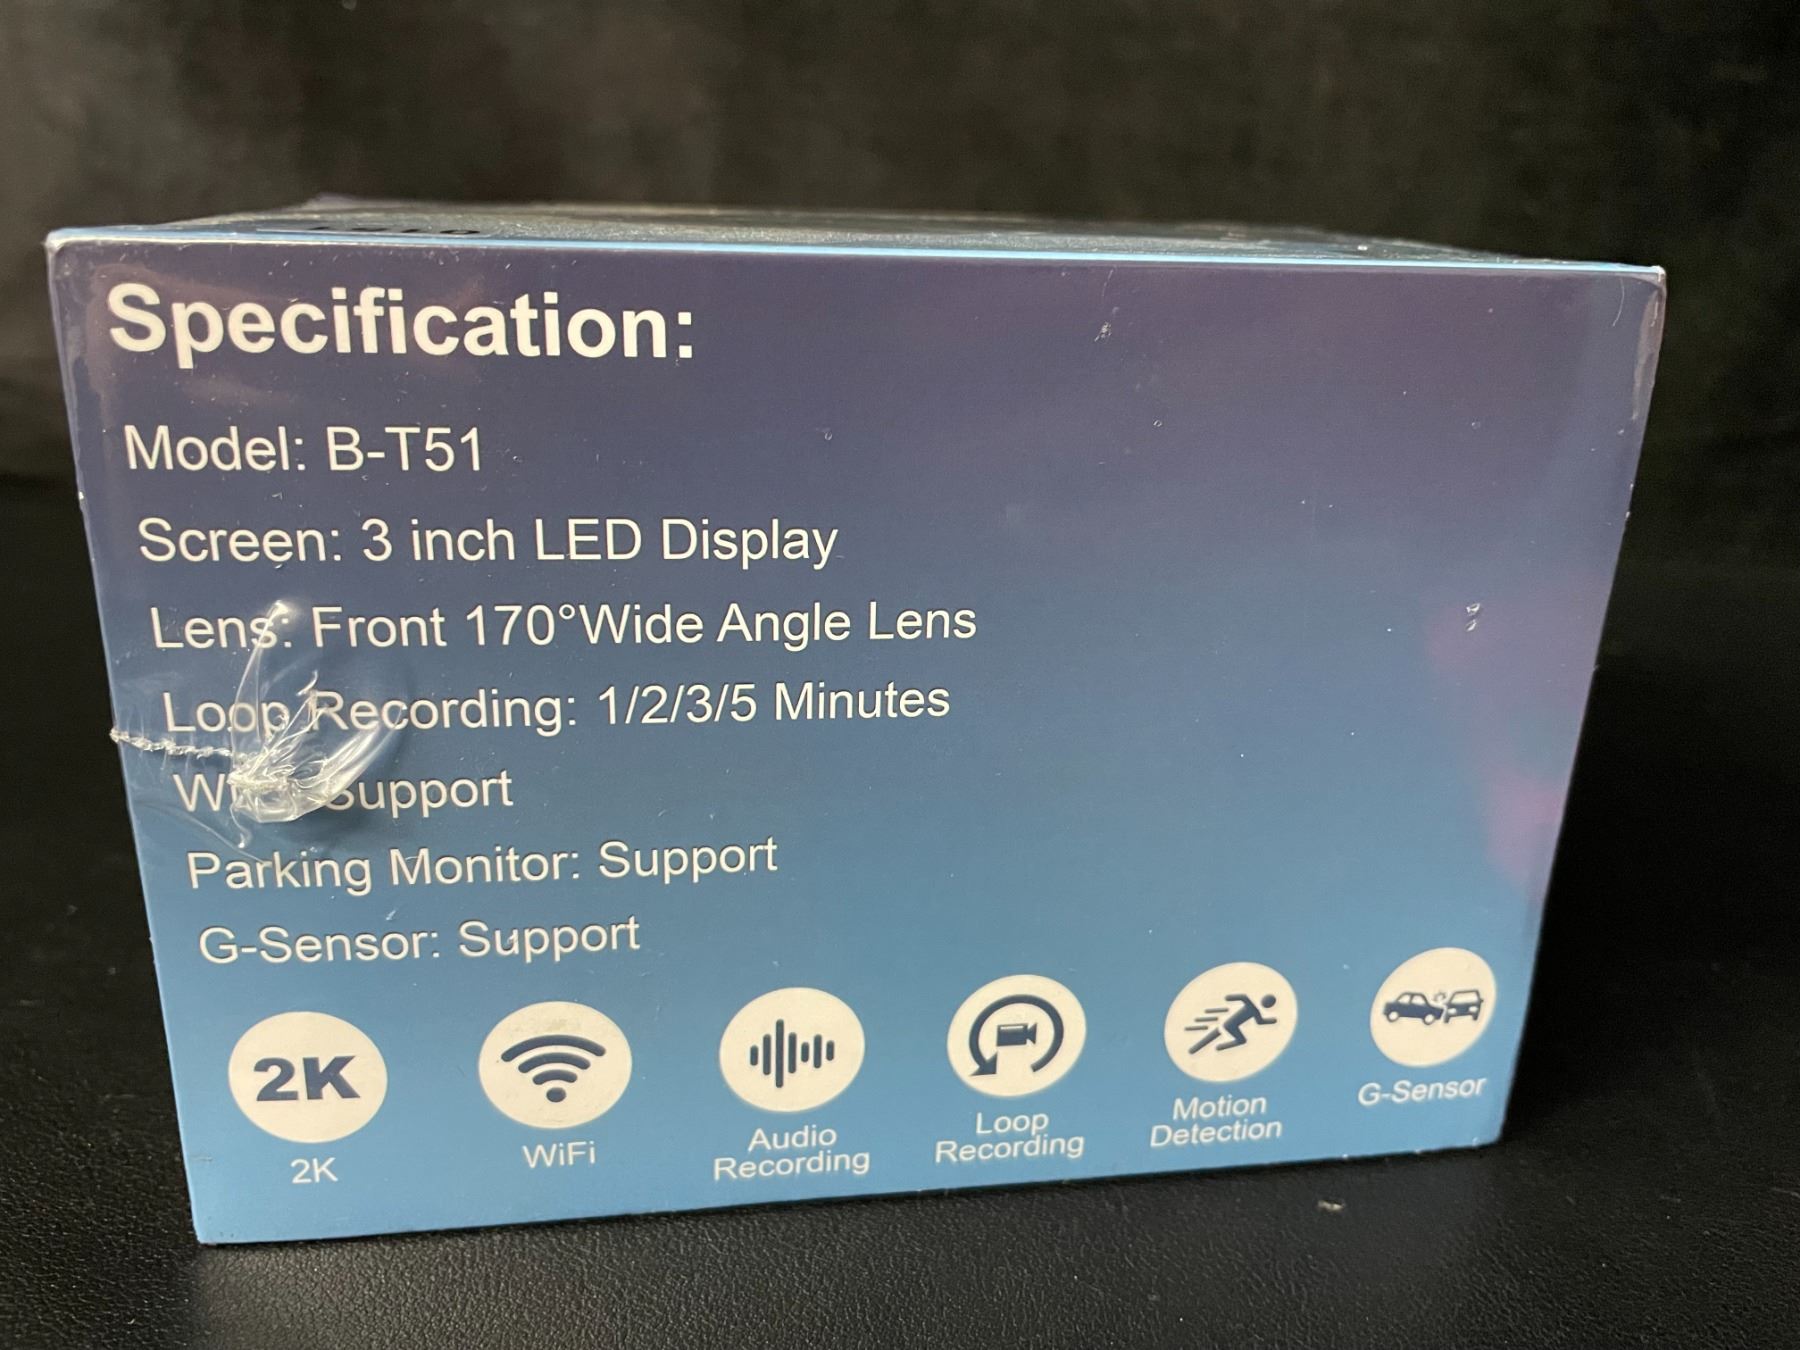 Specification:
Model: B-T51
Screen: 3 inch LED Display
Lens: Front 170°Wide Angle Lens
Loop Recording: 1/2/3/5 Minutes
Support
Parking Monitor: Support
G-Sensor: Support
2K
2K
WiFi
Audio
Recording
Loop
Recording
Motion
Detection
G-Sensor